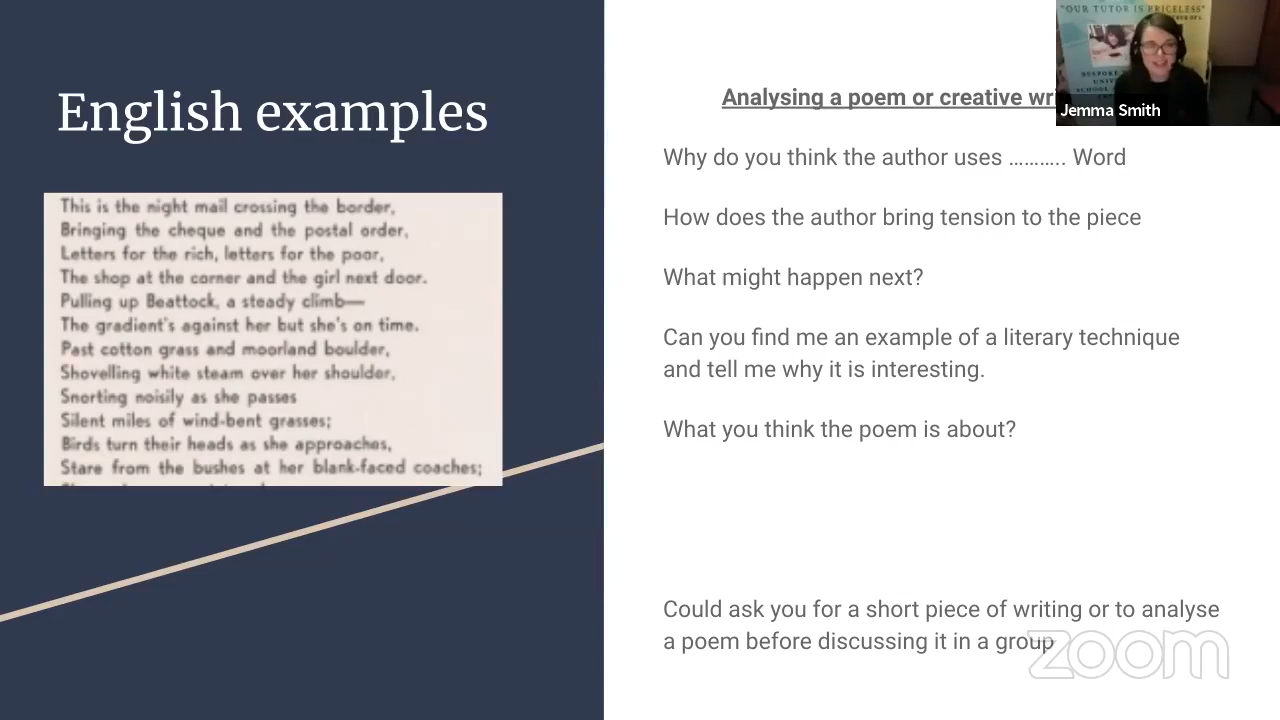 English examples
This is the night mail crossing the border,
Bringing the cheque and the postal order,
Letters for the rich, letters for the poor,
The shop at the corner and the girl next door.
Pulling up Beattock, a steady climb—
The gradient's against her but she's on time.
Past cotton grass and moorland boulder,
Shovelling white steam over her shoulder,
Snorting noisily as she passes
Silent miles of wind-bent grasses;
Birds turn their heads as she approaches,
Stare from the bushes at her blank-faced coaches;
"OUR TUTOR IS PRICELESS"
BESPOKE
UNIV
SCHOOL
Jemma Smith
Analysing a poem or creative wri
Why do you think the author uses ……….. Word
How does the author bring tension to the piece
What might happen next?
Can you find me an example of a literary technique
and tell me why it is interesting.
What you think the poem is about?
Could ask you for a short piece of writing or to analyse
a poem before discussing it in a group
zoom